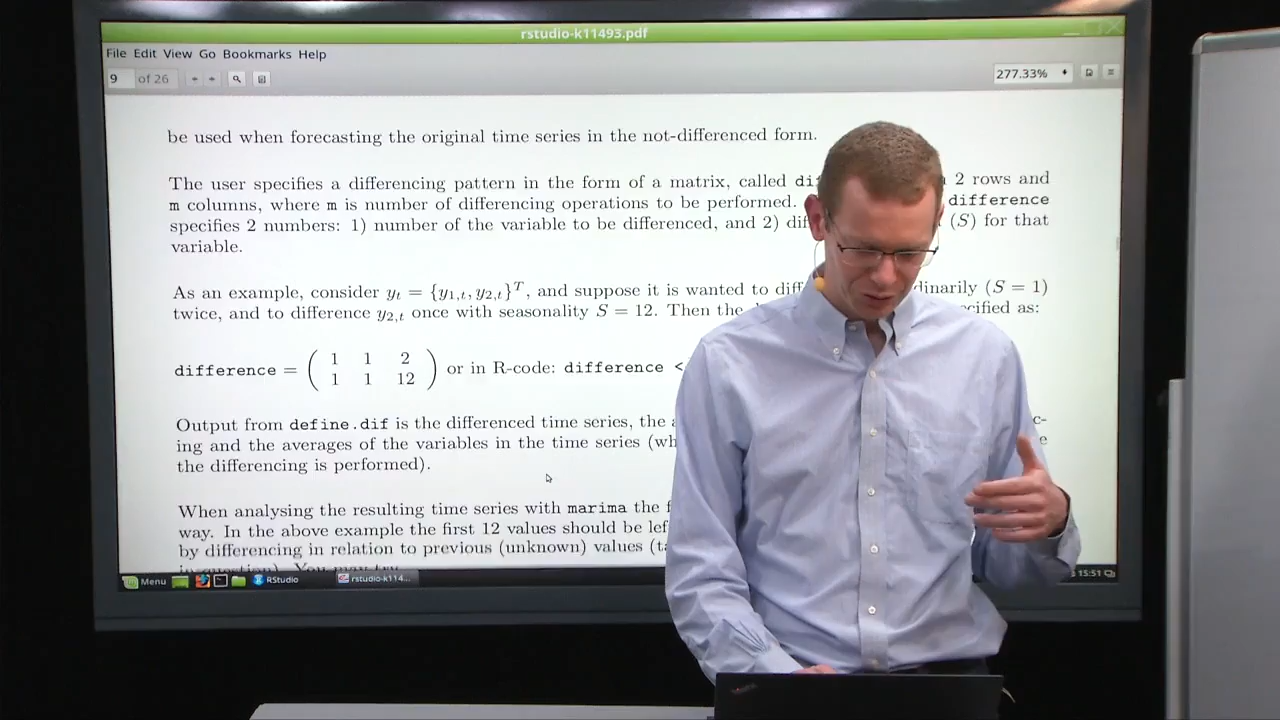 rstudio-k11493.pdf
File Edit View Go Bookmarks Help
9 of 26
277.33%
be used when forecasting the original time series in the not-differenced form.
The user specifies a differencing pattern in the form of a matrix, called 2 rows and
m columns, where m is number of differencing operations to be performed. difference
specifies 2 numbers: 1) number of the variable to be differenced, and 2) (S) for that
variable.
As an example, consider yt = {y1,t, y2,t}T, and suppose it is wanted to (S = 1)
twice, and to difference y2,t once with seasonality S = 12. Then the as:
difference = ( 1 1 2
1 1 12 ) or in R-code: difference <
Output from define.dif is the differenced time series, the
ing and the averages of the variables in the time series
the differencing is performed).
When analysing the resulting time series with marima the
way. In the above example the first 12 values should be
by differencing in relation to previous (unknown) values
Menu RStudio rstudio-k114... 15:51